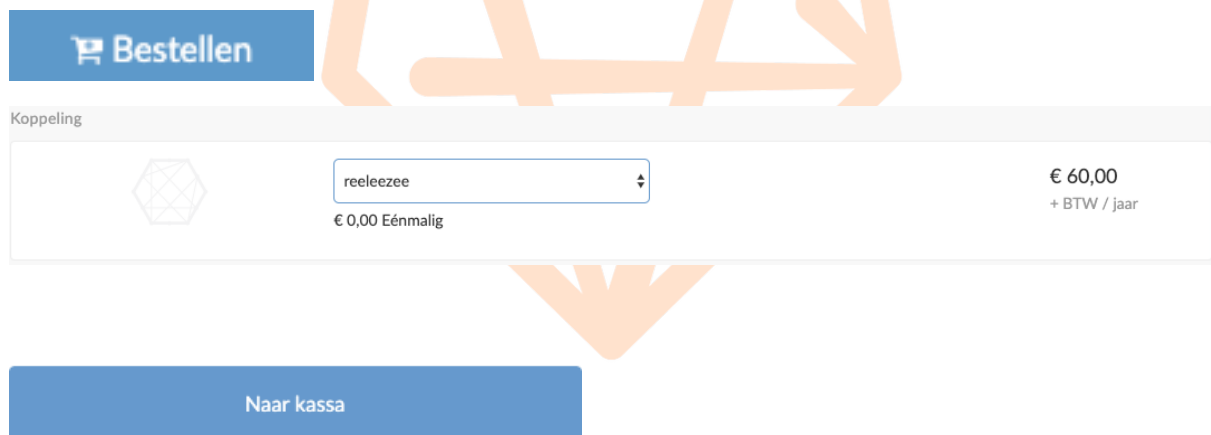 Bestellen
Koppeling
reeleezee
€ 60,00
€ 0,00 Eénmalig
+ BTW / jaar
Naar kassa